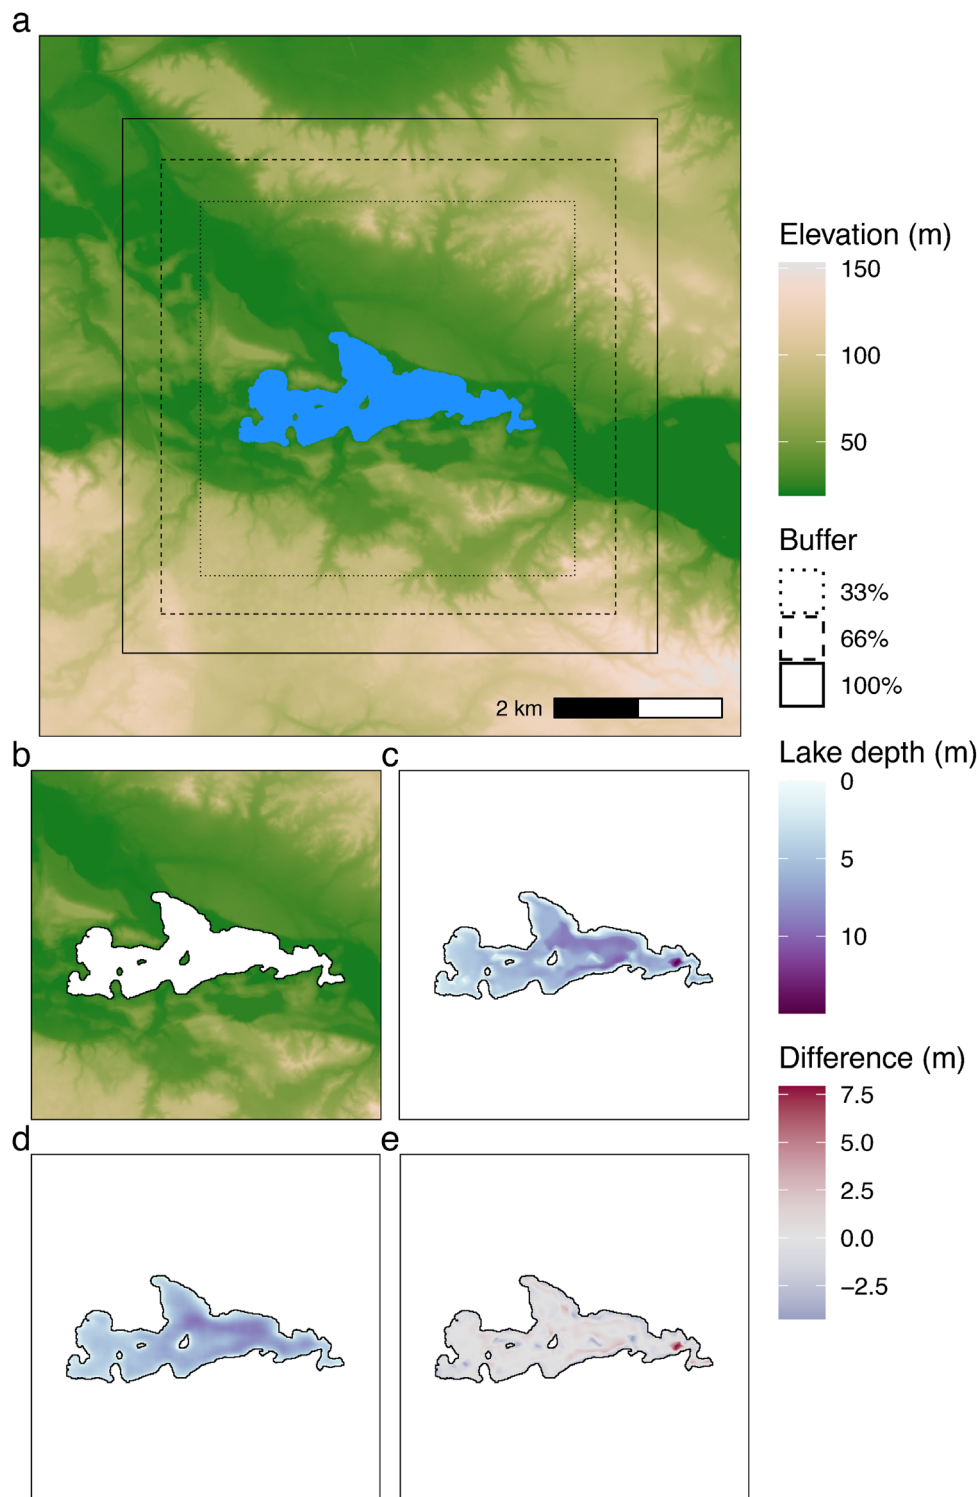 a
Elevation (m)
150
100
50
Buffer
33%
66%
100%
2 km
b
c
Lake depth (m)
0
5
10
Difference (m)
7.5
5.0
2.5
0.0
−2.5
d
e